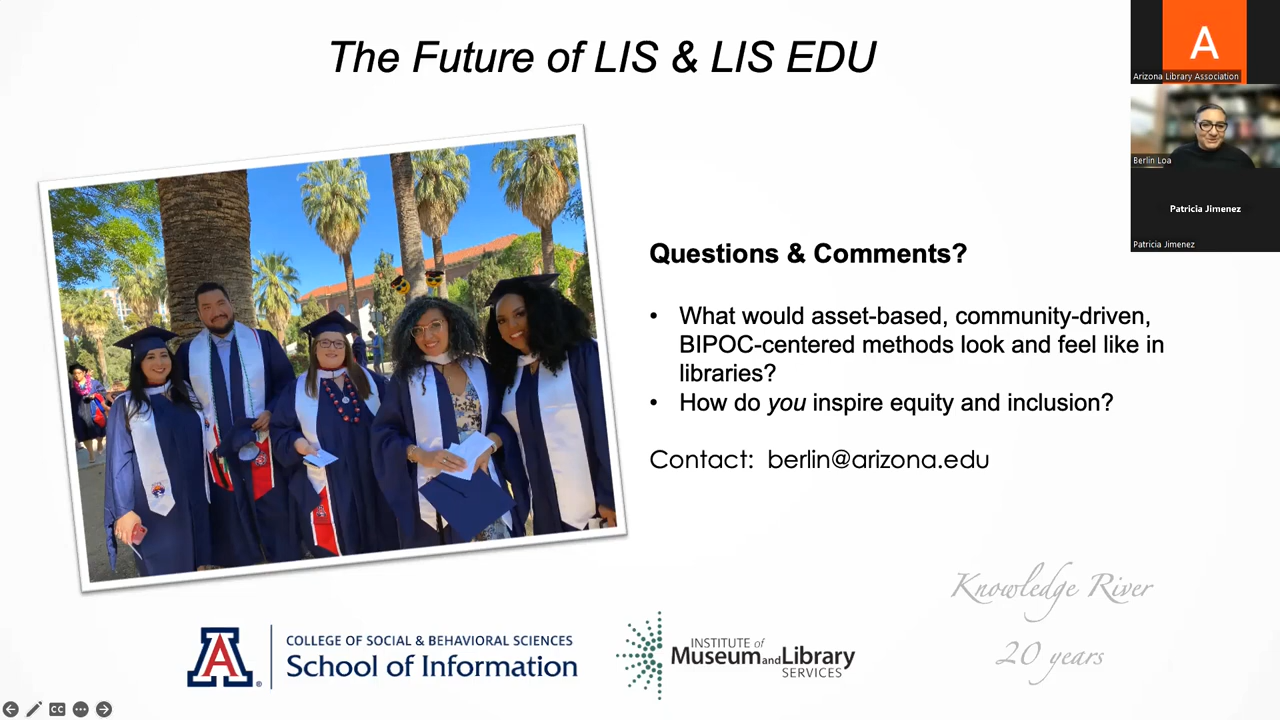 The Future of LIS & LIS EDU
A
Arizona Library Association
Berlin Loa
Patricia Jimenez
Patricia Jimenez
Questions & Comments?
• What would asset-based, community-driven,
BIPOC-centered methods look and feel like in
libraries?
• How do you inspire equity and inclusion?
Contact: berlin@arizona.edu
Knowledge River
20 years
A
COLLEGE OF SOCIAL & BEHAVIORAL SCIENCES
School of Information
INSTITUTE of
Museum and Library
SERVICES
CC